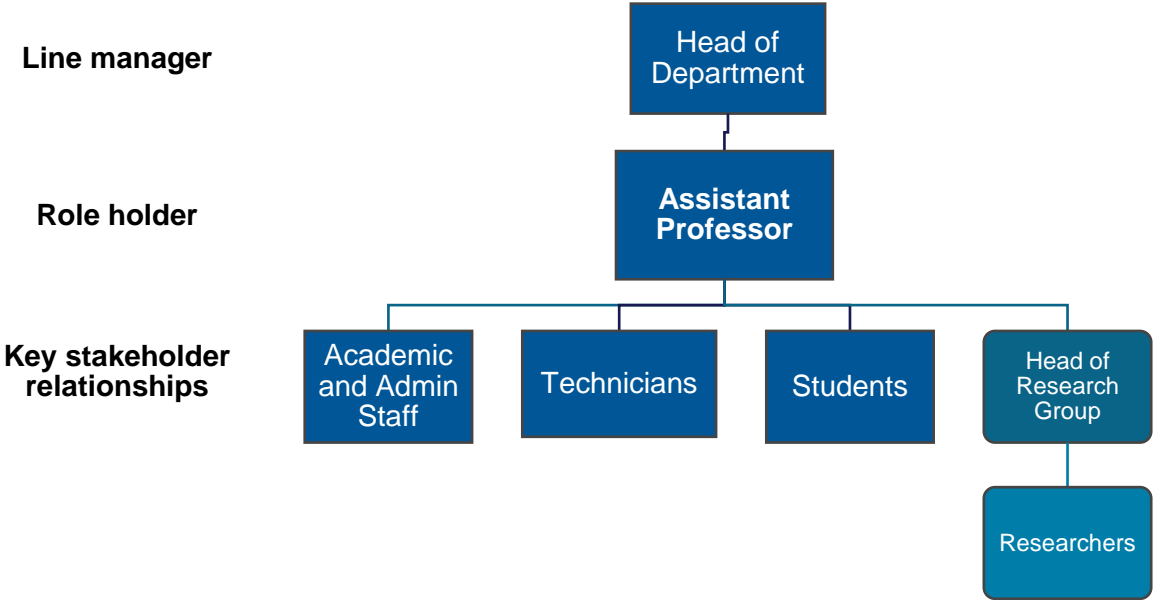 Line manager
Head of
Department
Role holder
Assistant
Professor
Key stakeholder
relationships
Academic
and Admin
Staff
Technicians
Students
Head of
Research
Group
Researchers